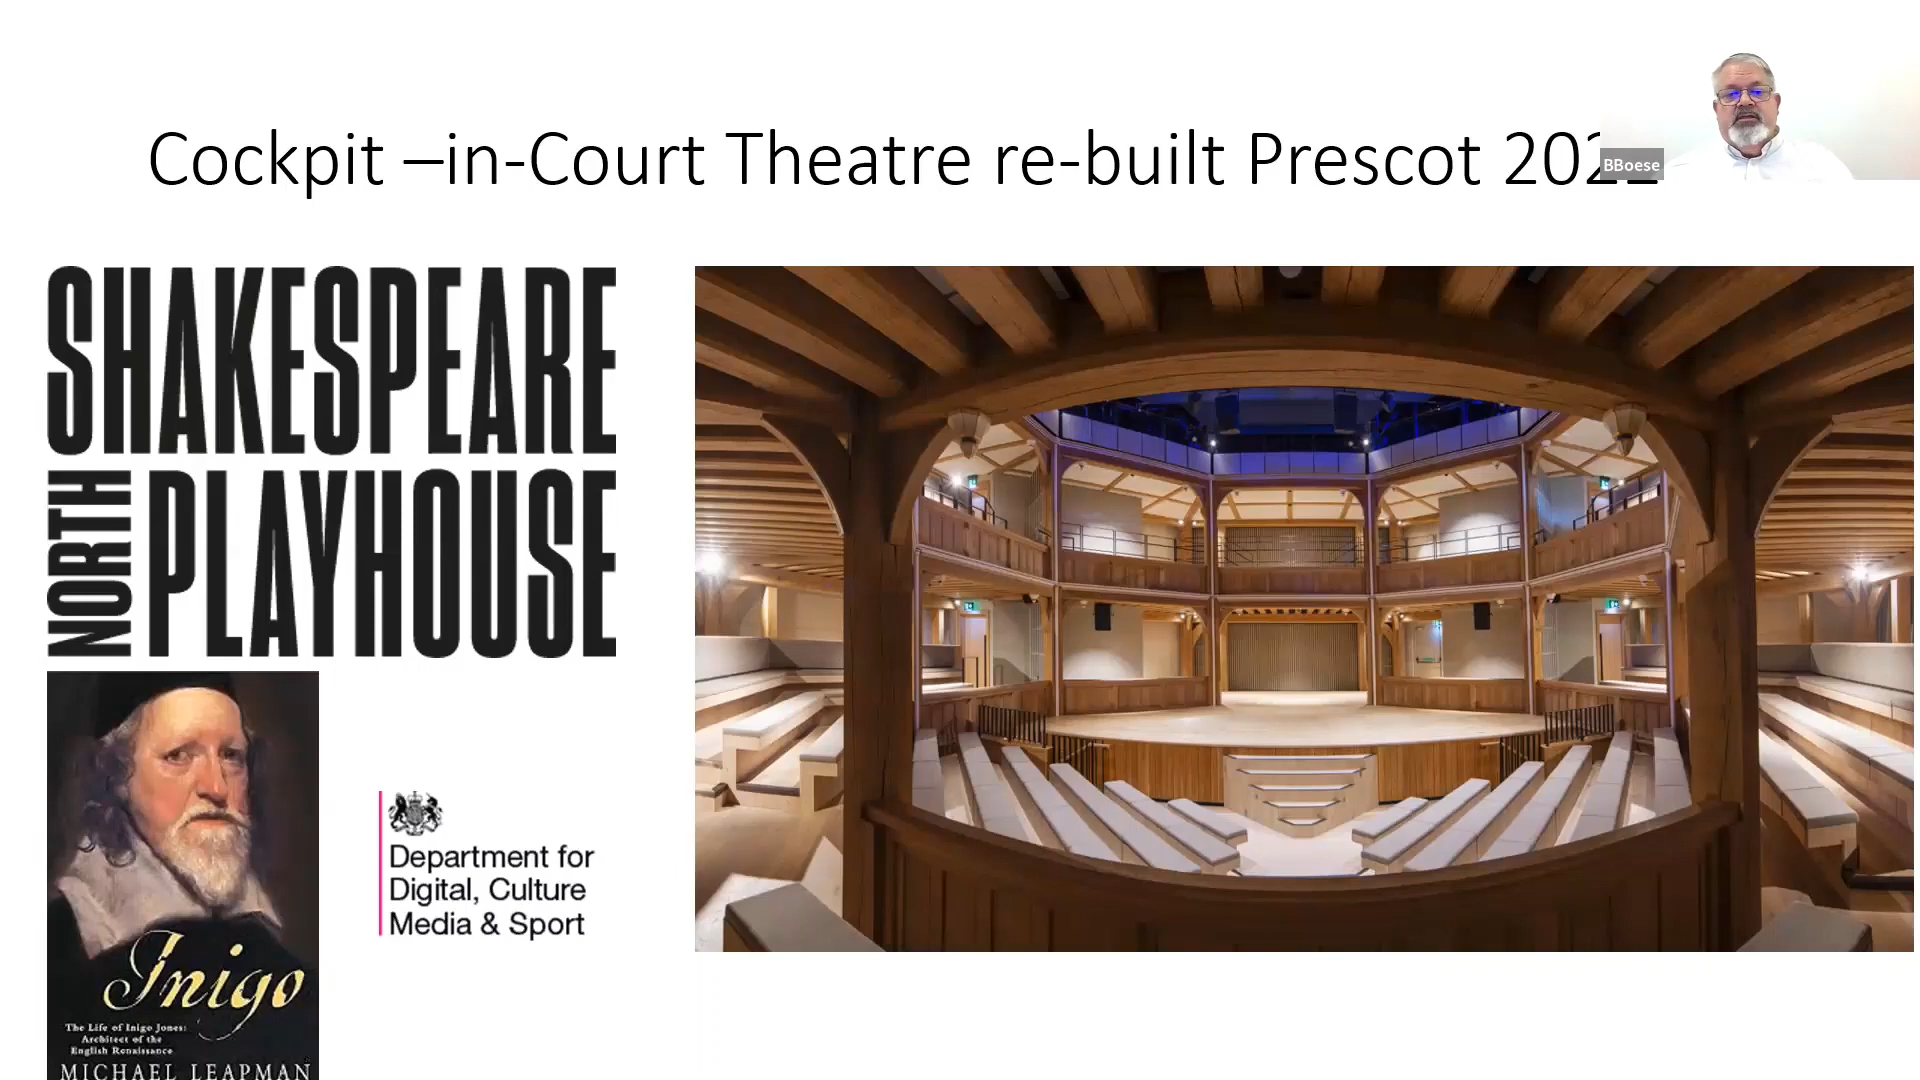 Cockpit –in-Court Theatre re-built Prescot
BBoese
SHAKESPEARE
NORTH PLAYHOUSE
Department for
Digital, Culture
Media & Sport
Inigo
The Life of Inigo Jones:
Architect of the
English Renaissance
MICHAEL LEAPMAN